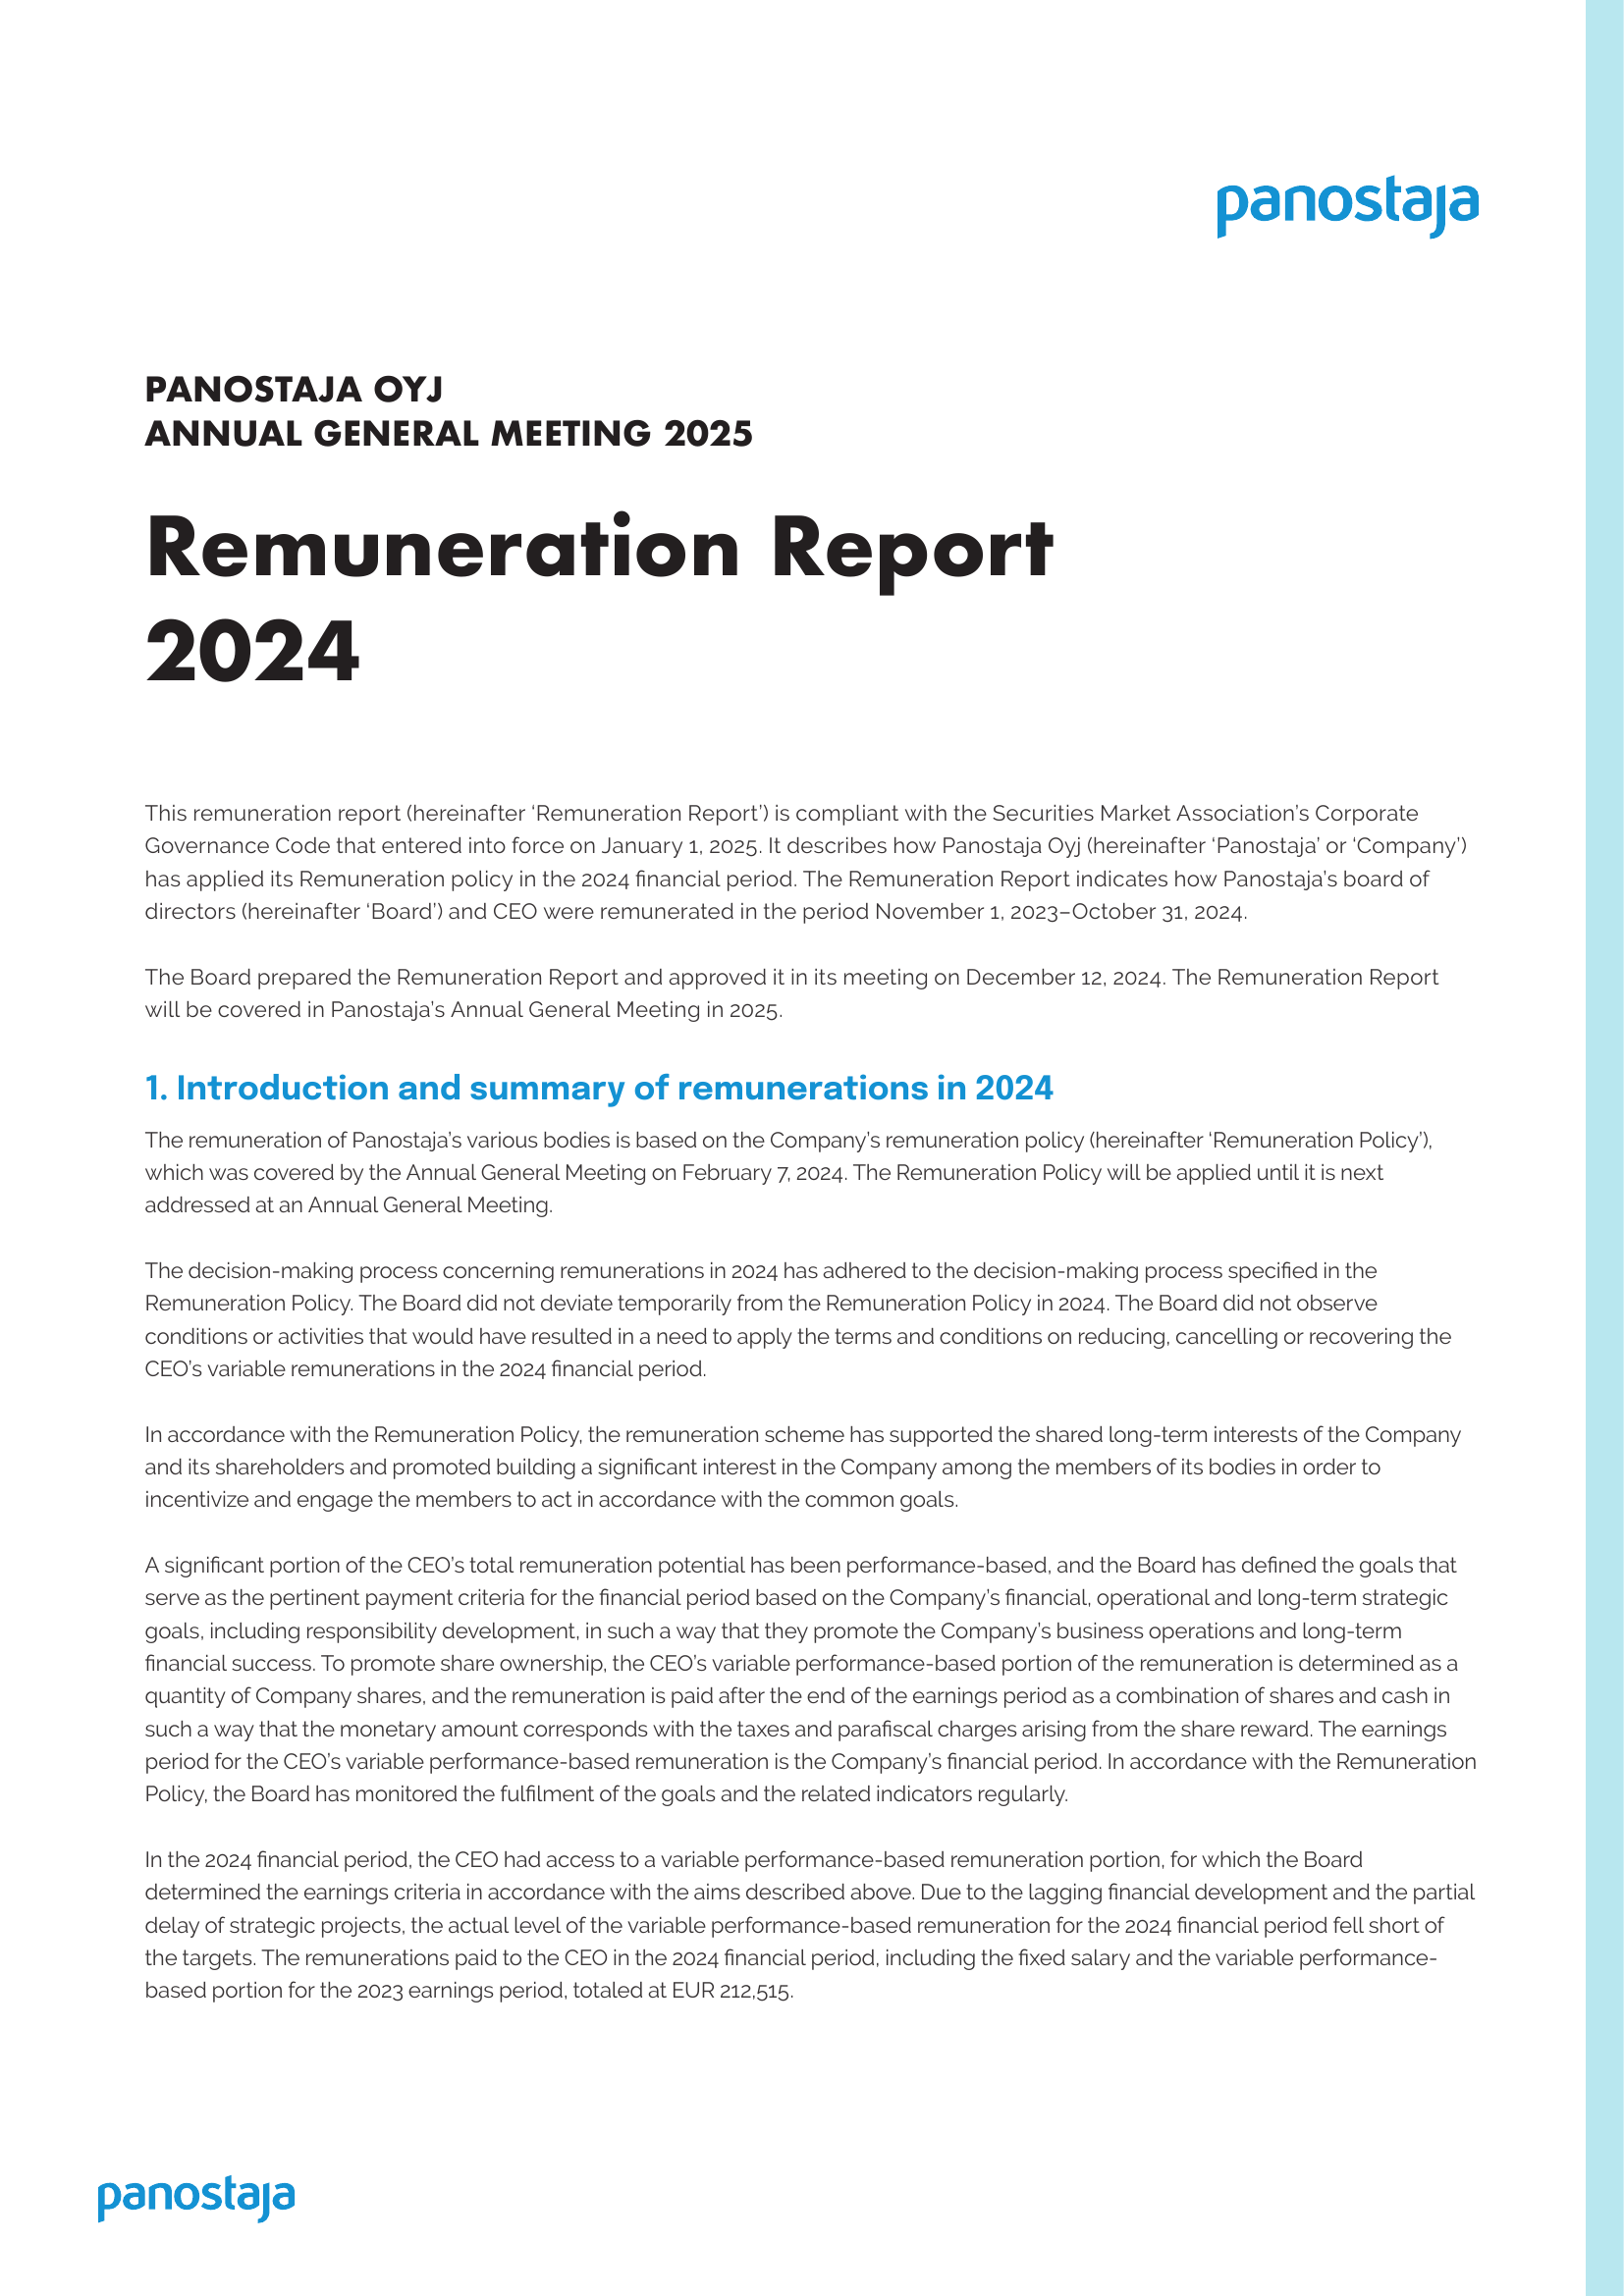 panostaja
PANOSTAJA OYJ
ANNUAL GENERAL MEETING 2025
Remuneration Report
2024
This remuneration report (hereinafter ‘Remuneration Report’) is compliant with the Securities Market Association’s Corporate
Governance Code that entered into force on January 1, 2025. It describes how Panostaja Oyj (hereinafter ‘Panostaja’ or ‘Company’)
has applied its Remuneration policy in the 2024 financial period. The Remuneration Report indicates how Panostaja’s board of
directors (hereinafter ‘Board’) and CEO were remunerated in the period November 1, 2023–October 31, 2024.
The Board prepared the Remuneration Report and approved it in its meeting on December 12, 2024. The Remuneration Report
will be covered in Panostaja’s Annual General Meeting in 2025.
1. Introduction and summary of remunerations in 2024
The remuneration of Panostaja’s various bodies is based on the Company’s remuneration policy (hereinafter ‘Remuneration Policy’),
which was covered by the Annual General Meeting on February 7, 2024. The Remuneration Policy will be applied until it is next
addressed at an Annual General Meeting.
The decision-making process concerning remunerations in 2024 has adhered to the decision-making process specified in the
Remuneration Policy. The Board did not deviate temporarily from the Remuneration Policy in 2024. The Board did not observe
conditions or activities that would have resulted in a need to apply the terms and conditions on reducing, cancelling or recovering the
CEO’s variable remunerations in the 2024 financial period.
In accordance with the Remuneration Policy, the remuneration scheme has supported the shared long-term interests of the Company
and its shareholders and promoted building a significant interest in the Company among the members of its bodies in order to
incentivize and engage the members to act in accordance with the common goals.
A significant portion of the CEO’s total remuneration potential has been performance-based, and the Board has defined the goals that
serve as the pertinent payment criteria for the financial period based on the Company’s financial, operational and long-term strategic
goals, including responsibility development, in such a way that they promote the Company’s business operations and long-term
financial success. To promote share ownership, the CEO’s variable performance-based portion of the remuneration is determined as a
quantity of Company shares, and the remuneration is paid after the end of the earnings period as a combination of shares and cash in
such a way that the monetary amount corresponds with the taxes and parafiscal charges arising from the share reward. The earnings
period for the CEO’s variable performance-based remuneration is the Company’s financial period. In accordance with the Remuneration
Policy, the Board has monitored the fulfilment of the goals and the related indicators regularly.
In the 2024 financial period, the CEO had access to a variable performance-based remuneration portion, for which the Board
determined the earnings criteria in accordance with the aims described above. Due to the lagging financial development and the partial
delay of strategic projects, the actual level of the variable performance-based remuneration for the 2024 financial period fell short of
the targets. The remunerations paid to the CEO in the 2024 financial period, including the fixed salary and the variable performance-
based portion for the 2023 earnings period, totaled at EUR 212,515.
panostaja